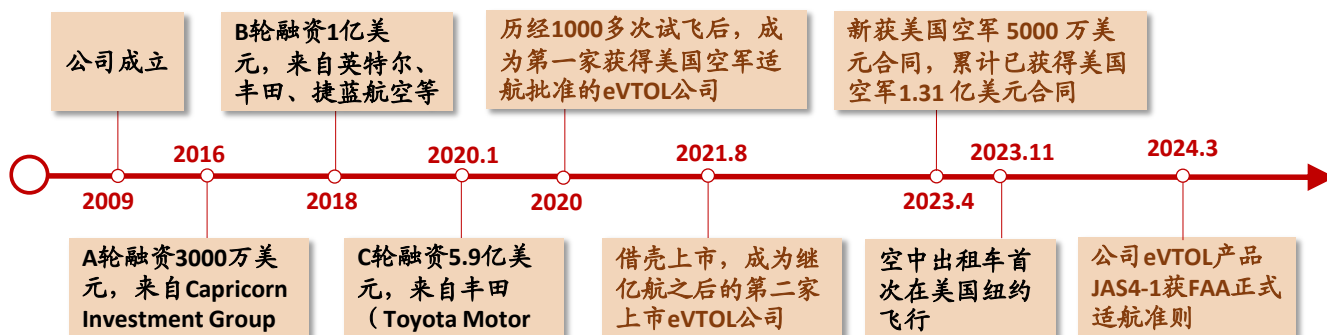 公司成立
B轮融资1亿美
元，来自英特尔、
丰田、捷蓝航空等
历经1000多次试飞后，成
为第一家获得美国空军适
航批准的eVTOL公司
新获美国空军 5000 万美
元合同，累计已获得美国
空军1.31 亿美元合同
2016
2020.1
2021.8
2023.11
2024.3
2009
2018
2020
2023.4
A轮融资3000万美
元，来自Capricorn
Investment Group
C轮融资5.9亿美
元，来自丰田
（Toyota Motor
借壳上市，成为继
亿航之后的第二家
上市eVTOL公司
空中出租车首
次在美国纽约
飞行
公司eVTOL产品
JAS4-1获FAA正式
适航准则